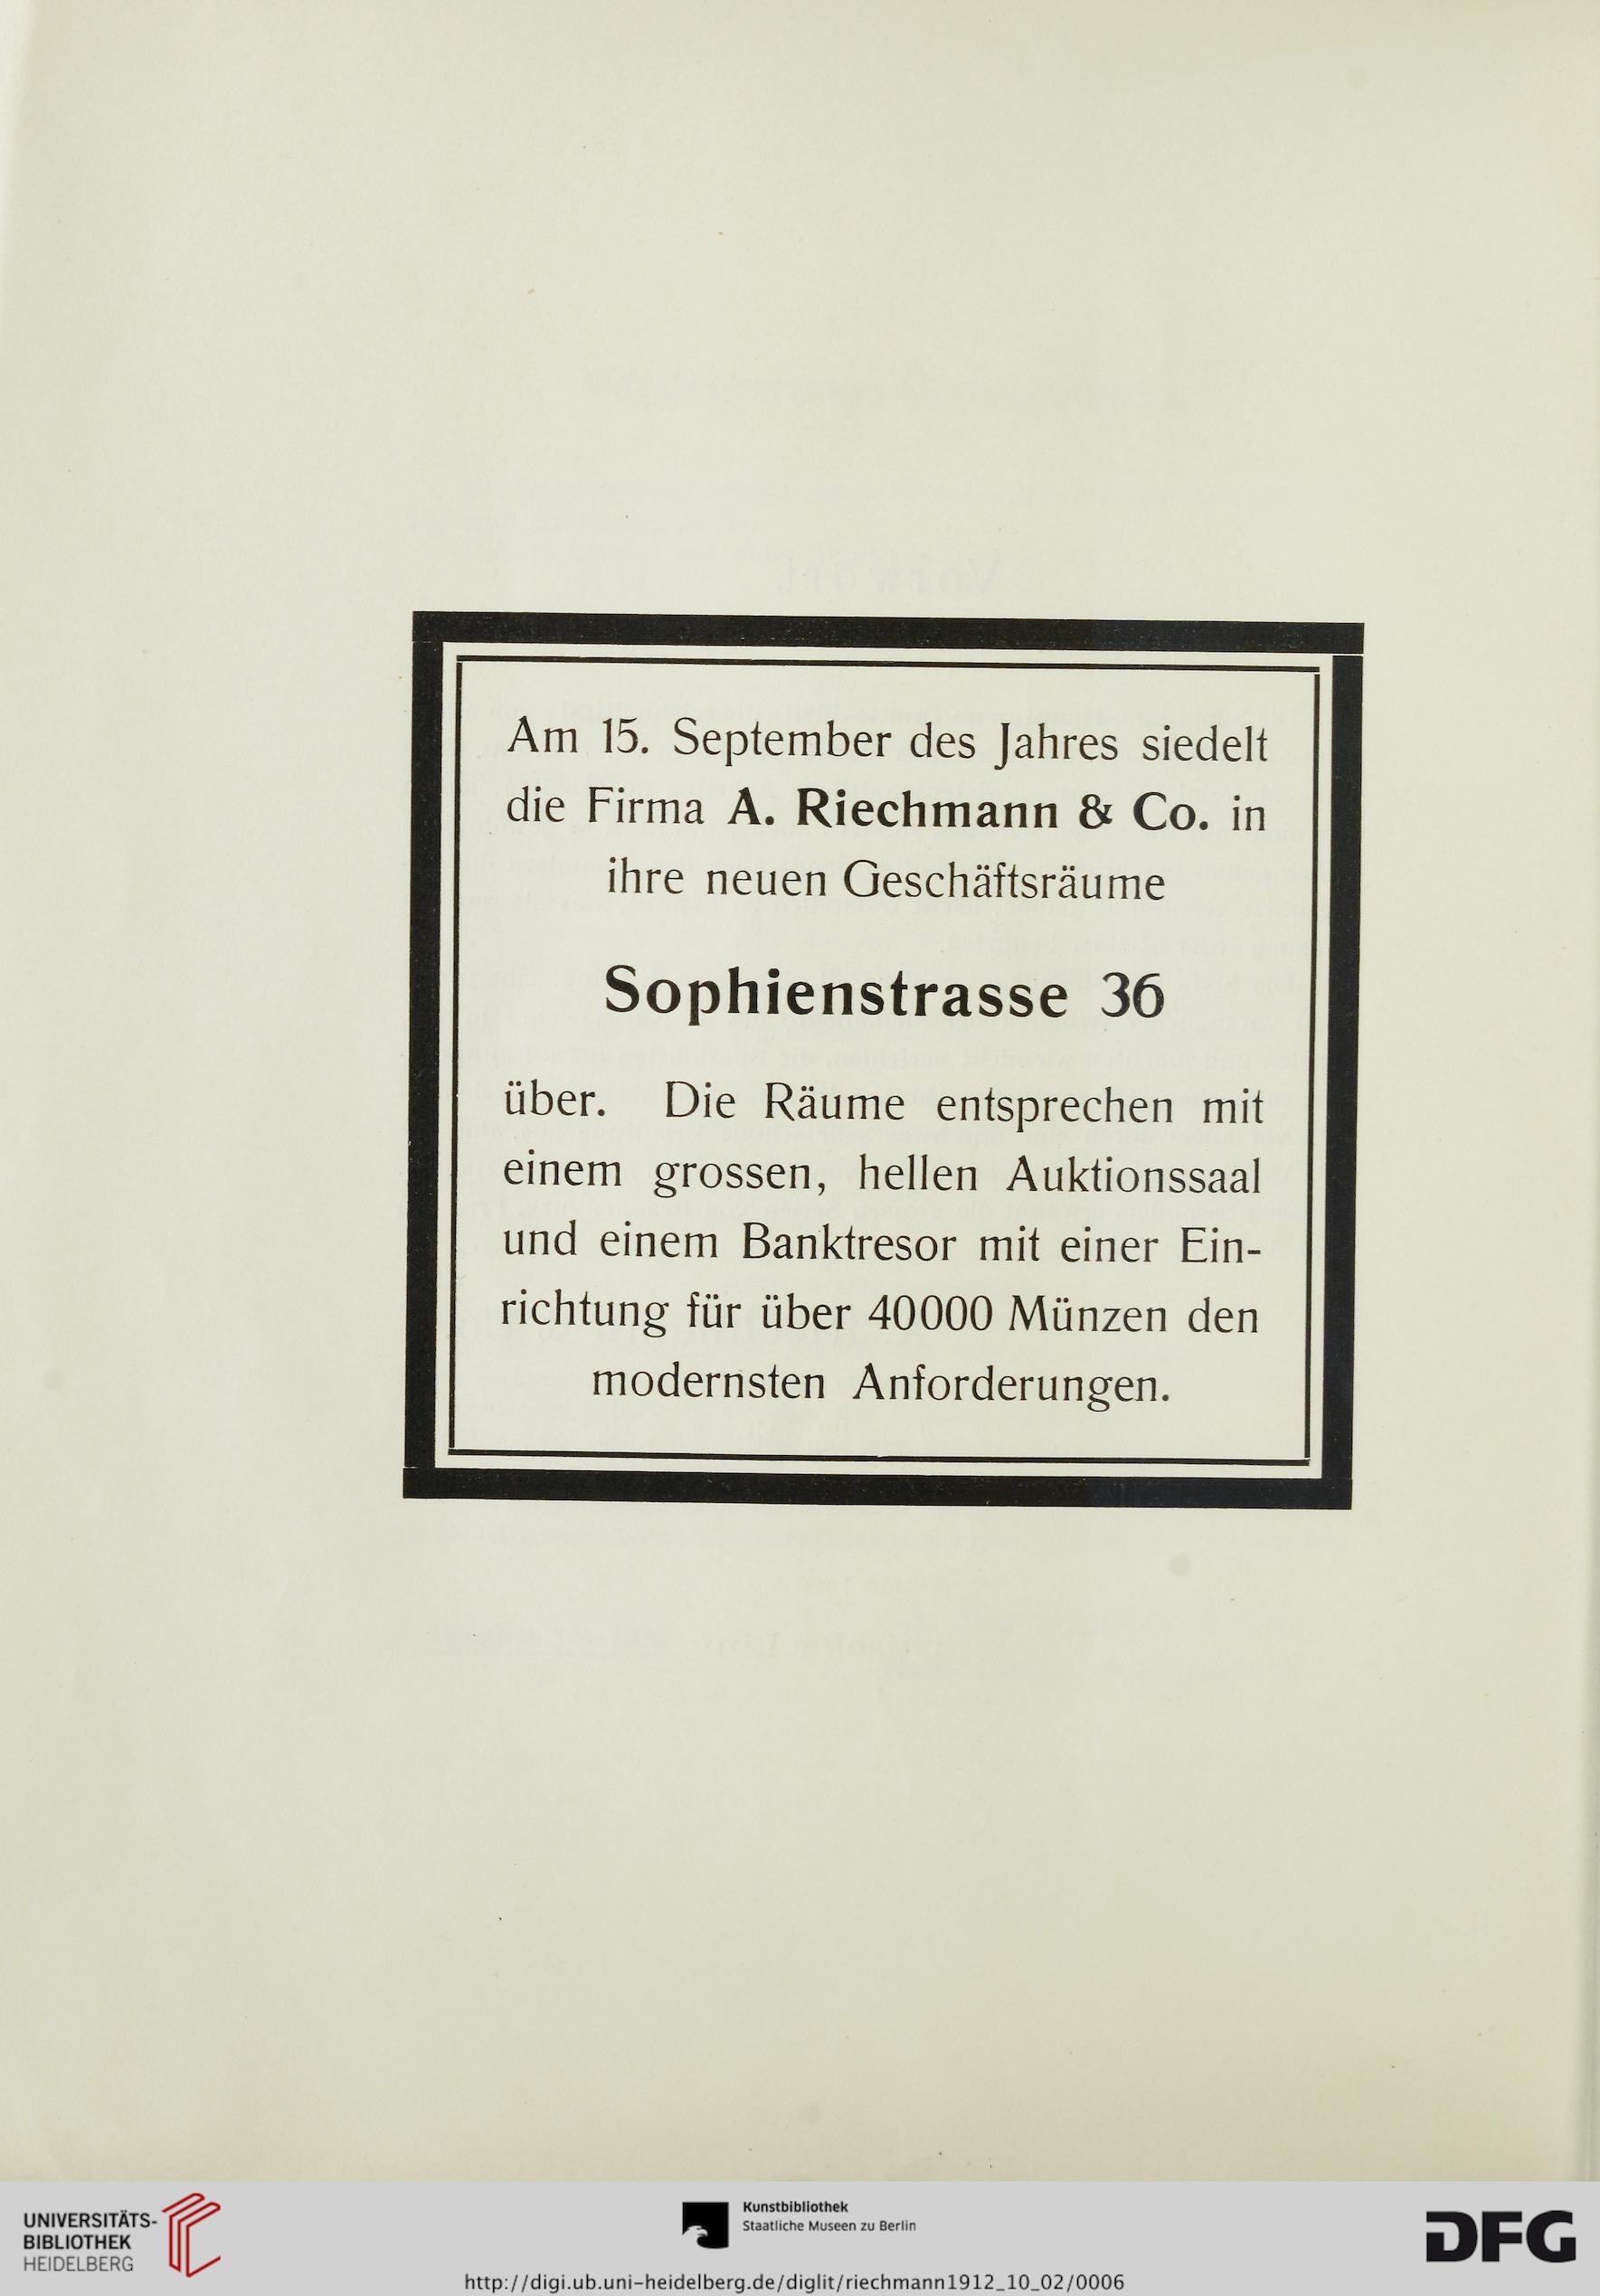 Am 15. September des Jahres siedelt
die Firma A. Riechmann & Co. in
ihre neuen Geschäftsräume
Sophienstrasse 36
über. Die Räume entsprechen mit
einem grossen, hellen Auktionssaal
und einem Banktresor mit einer Ein-
richtung für über 40000 Münzen den
modernsten Anforderungen.
UNIVERSITÄTS-
BIBLIOTHEK
HEIDELBERG
Kunstbibliothek
Staatliche Museen zu Berlin
DFG
http://digi.ub.uni-heidelberg.de/diglit/riechmann1912_10_02/0006